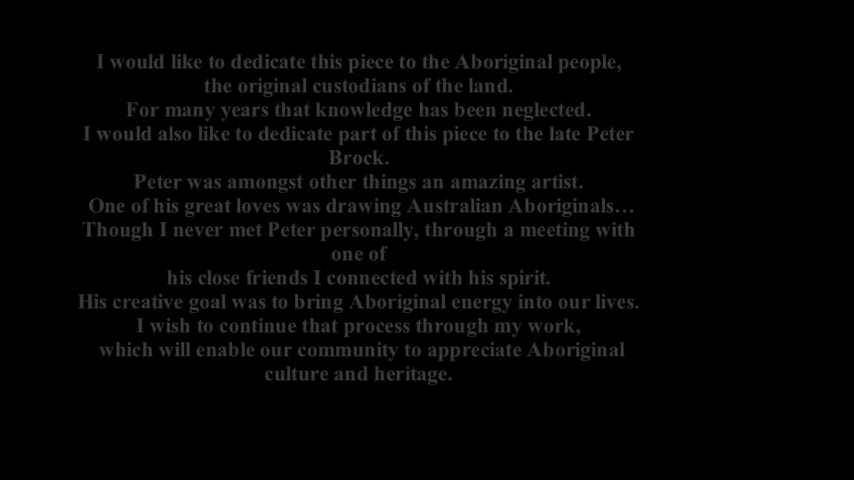 I would like to dedicate this piece to the Aboriginal people,
the original custodians of the land.
For many years that knowledge has been neglected.
I would also like to dedicate part of this piece to the late Peter
Brock.
Peter was amongst other things an amazing artist.
One of his great loves was drawing Australian Aboriginals…
Though I never met Peter personally, through a meeting with
one of
his close friends I connected with his spirit.
His creative goal was to bring Aboriginal energy into our lives.
I wish to continue that process through my work,
which will enable our community to appreciate Aboriginal
culture and heritage.